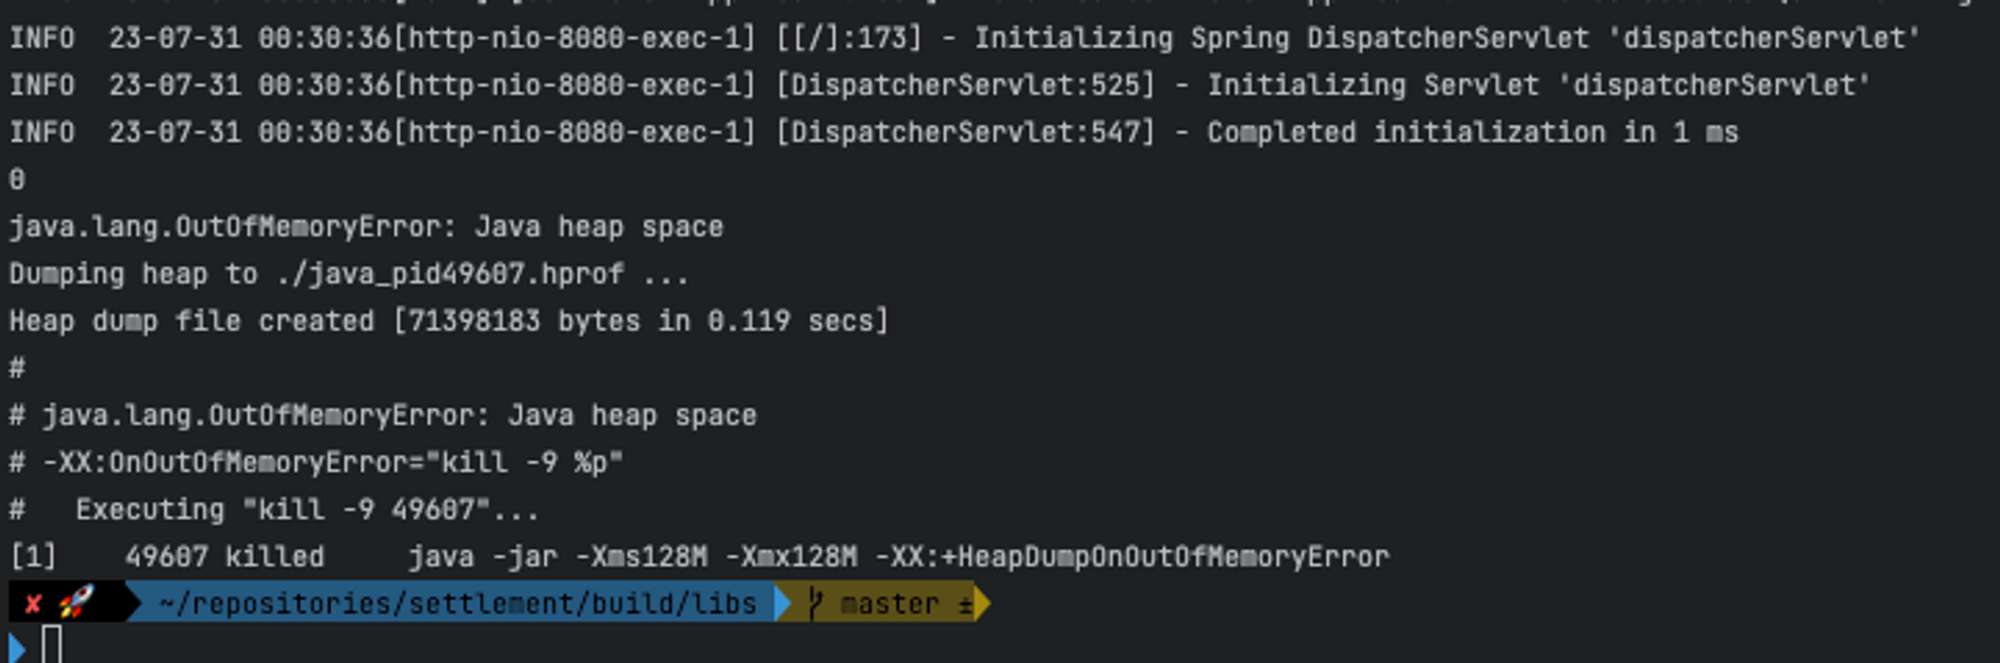 INFO  23-07-31 00:30:36[http-nio-8080-exec-1] [[/]:173] - Initializing Spring DispatcherServlet 'dispatcherServlet'
INFO  23-07-31 00:30:36[http-nio-8080-exec-1] [DispatcherServlet:525] - Initializing Servlet 'dispatcherServlet'
INFO  23-07-31 00:30:36[http-nio-8080-exec-1] [DispatcherServlet:547] - Completed initialization in 1 ms
0
java.lang.OutOfMemoryError: Java heap space
Dumping heap to ./java_pid49607.hprof ...
Heap dump file created [71398183 bytes in 0.119 secs]
#
# java.lang.OutOfMemoryError: Java heap space
# -XX:OnOutOfMemoryError="kill -9 %p"
#   Executing "kill -9 49607"...
[1]    49607 killed     java -jar -Xms128M -Xmx128M -XX:+HeapDumpOnOutOfMemoryError
✘ 🚀 ~/repositories/settlement/build/libs master ±